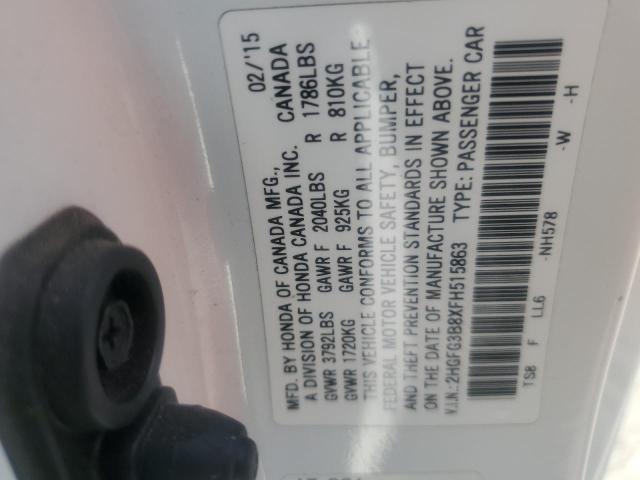 MFD. BY HONDA OF CANADA MFG., 02/'15
A DIVISION OF HONDA CANADA INC. CANADA
GVWR 3792LBS GAWR F 2040LBS R 1786LBS
GVWR 1720KG GAWR F 925KG R 810KG
THIS VEHICLE CONFORMS TO ALL APPLICABLE
FEDERAL MOTOR VEHICLE SAFETY, BUMPER,
AND THEFT PREVENTION STANDARDS IN EFFECT
ON THE DATE OF MANUFACTURE SHOWN ABOVE.
V.I.N.: 2HGFG3B8XFH515863 TYPE: PASSENGER CAR
TS8 F LL6 -NH578 -W -H